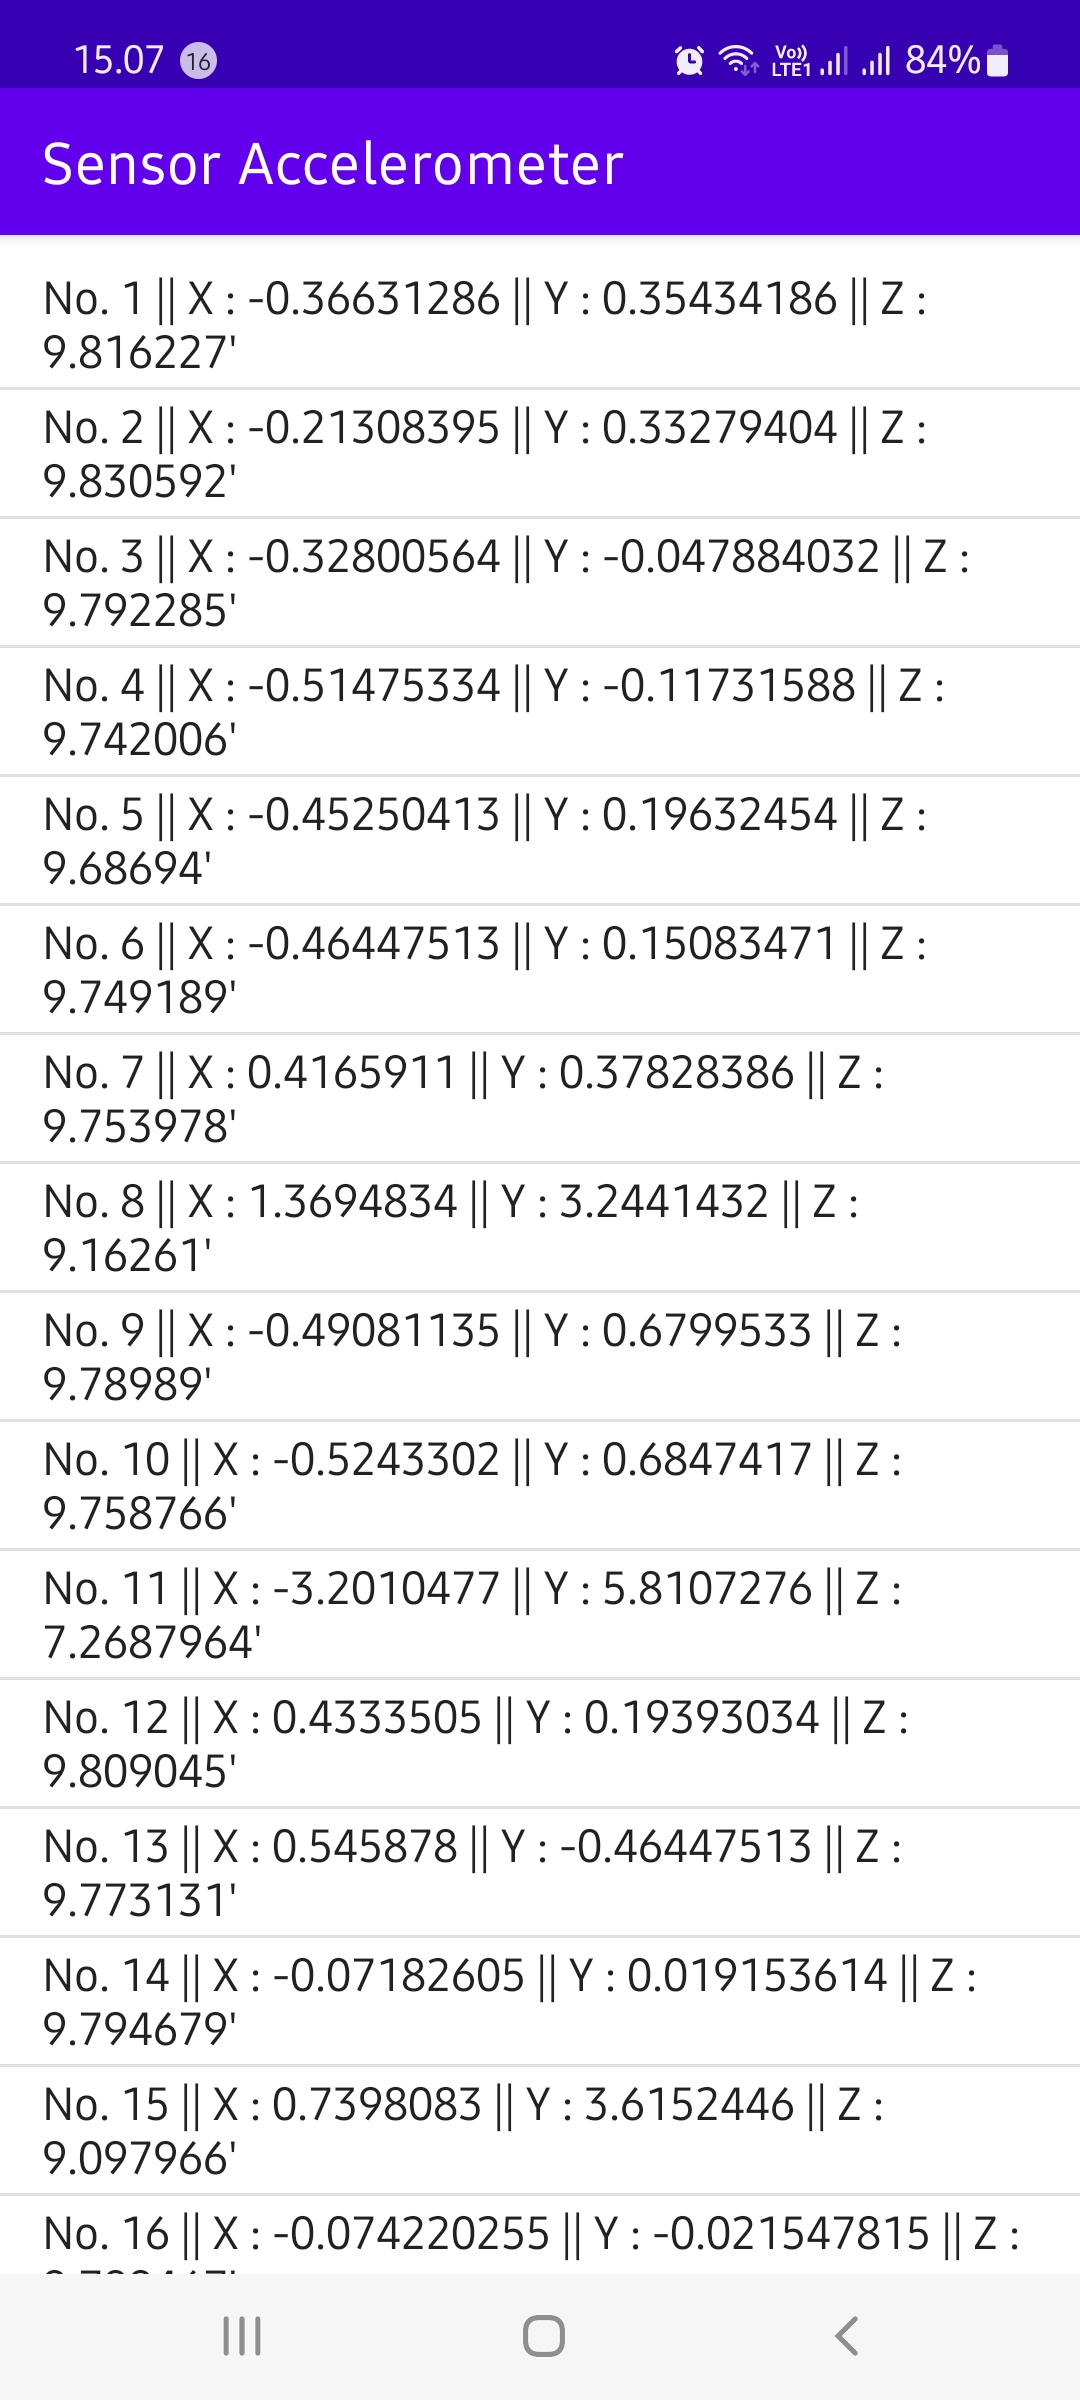 15.07 16 Vo)) LTE1 84%
Sensor Accelerometer
No. 1 || X : -0.36631286 || Y : 0.35434186 || Z :
9.816227'
No. 2 || X : -0.21308395 || Y : 0.33279404 || Z :
9.830592'
No. 3 || X : -0.32800564 || Y : -0.047884032 || Z :
9.792285'
No. 4 || X : -0.51475334 || Y : -0.11731588 || Z :
9.742006'
No. 5 || X : -0.45250413 || Y : 0.19632454 || Z :
9.68694'
No. 6 || X : -0.46447513 || Y : 0.15083471 || Z :
9.749189'
No. 7 || X : 0.4165911 || Y : 0.37828386 || Z :
9.753978'
No. 8 || X : 1.3694834 || Y : 3.2441432 || Z :
9.16261'
No. 9 || X : -0.49081135 || Y : 0.6799533 || Z :
9.78989'
No. 10 || X : -0.5243302 || Y : 0.6847417 || Z :
9.758766'
No. 11 || X : -3.2010477 || Y : 5.8107276 || Z :
7.2687964'
No. 12 || X : 0.4333505 || Y : 0.19393034 || Z :
9.809045'
No. 13 || X : 0.545878 || Y : -0.46447513 || Z :
9.773131'
No. 14 || X : -0.07182605 || Y : 0.019153614 || Z :
9.794679'
No. 15 || X : 0.7398083 || Y : 3.6152446 || Z :
9.097966'
No. 16 || X : -0.074220255 || Y : -0.021547815 || Z :